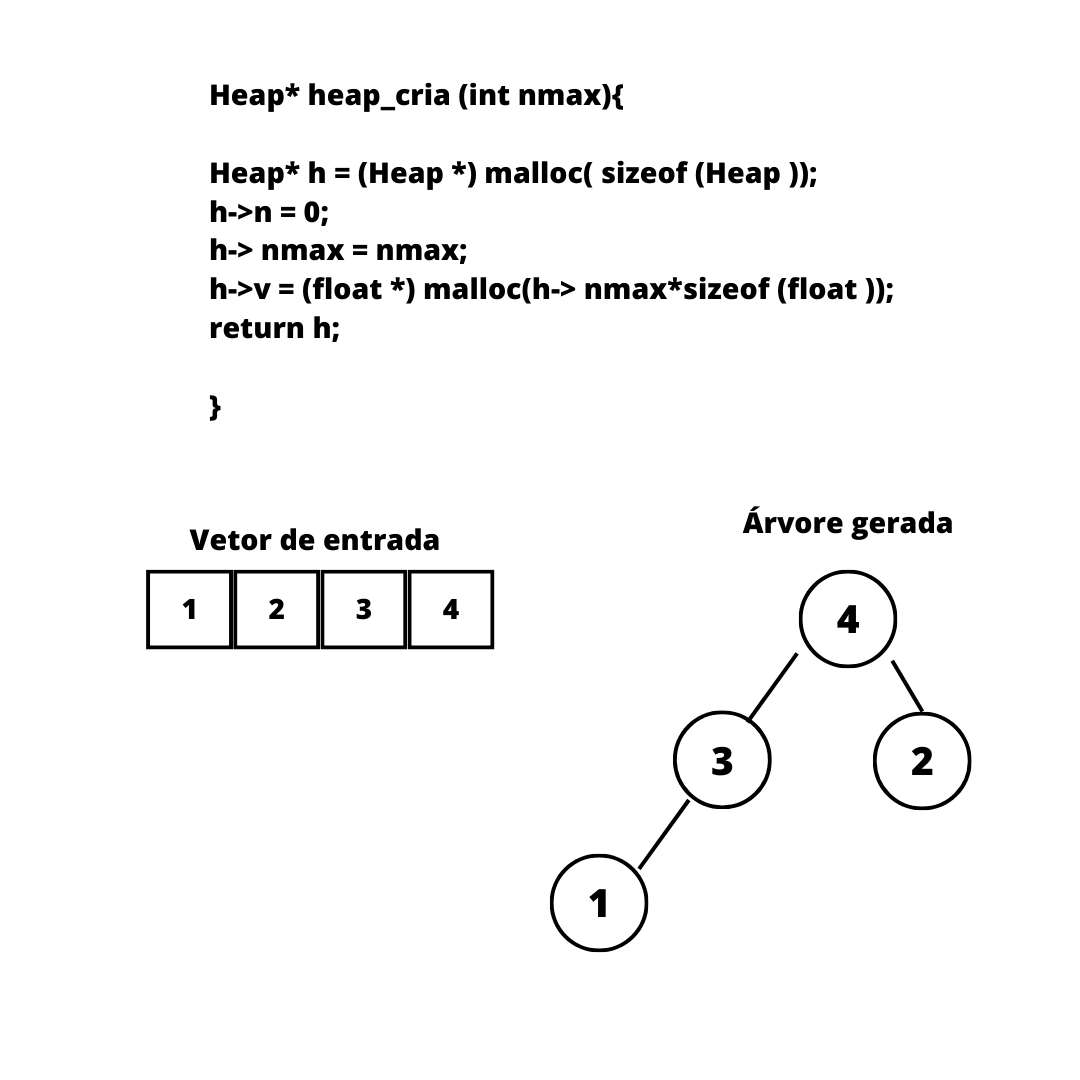 Heap* heap_cria (int nmax){
Heap* h = (Heap *) malloc( sizeof (Heap ));
h->n = 0;
h-> nmax = nmax;
h->v = (float *) malloc(h-> nmax*sizeof (float ));
return h;
}
Vetor de entrada
1 2 3 4
Árvore gerada
4
3 2
1